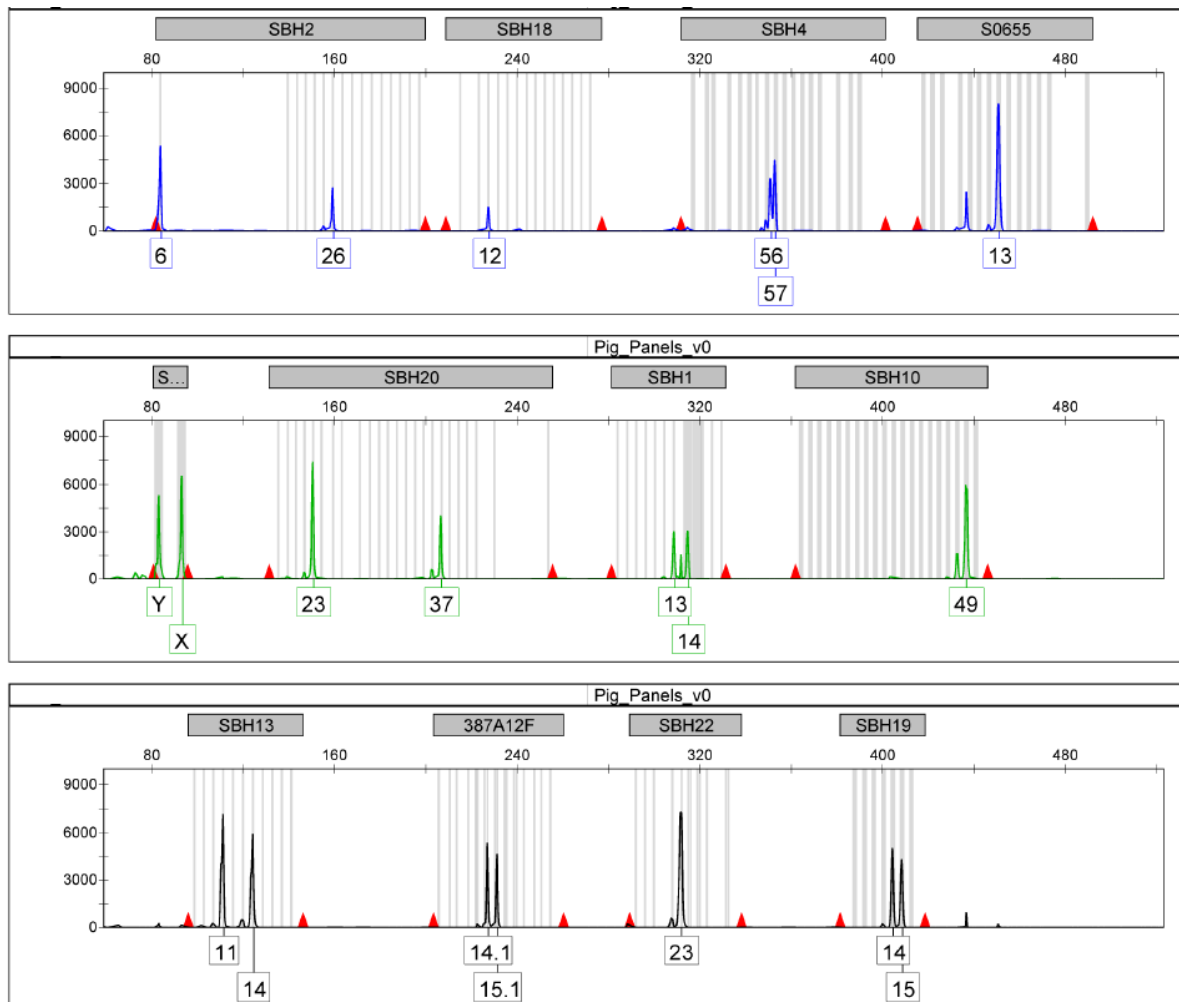 SBH2 SBH18 SBH4 S0655
80 160 240 320 400 480
9000
6000
3000
0
6 26 12 56 13
57
Pig_Panels_v0
S... SBH20 SBH1 SBH10
80 160 240 320 400 480
9000
6000
3000
0
Y 23 37 13 49
X 14
Pig_Panels_v0
SBH13 387A12F SBH22 SBH19
80 160 240 320 400 480
9000
6000
3000
0
11 14.1 23 14
14 15.1 15